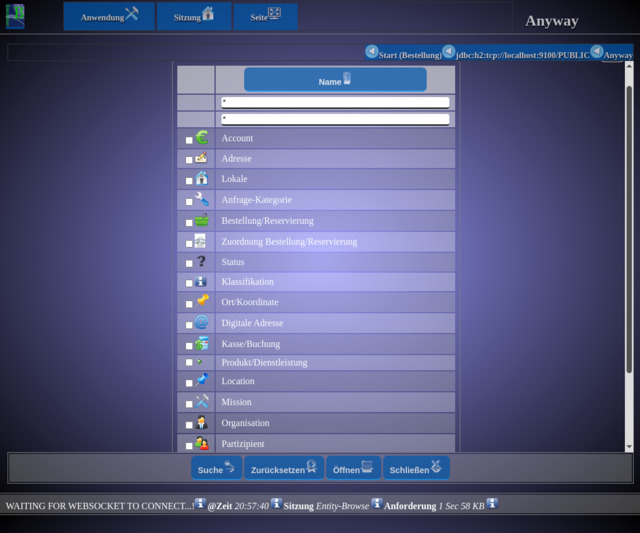 Anwendung Sitzung Seite
Anyway
Start (Bestellung) jdbc:h2:tcp://localhost:9100/PUBLIC Anyway
Name
*
*
Account
Adresse
Lokale
Anfrage-Kategorie
Bestellung/Reservierung
Zuordnung Bestellung/Reservierung
Status
Klassifikation
Ort/Koordinate
Digitale Adresse
Kasse/Buchung
Produkt/Dienstleistung
Location
Mission
Organisation
Partizipient
Suche Zurücksetzen Öffnen Schließen
WAITING FOR WEBSOCKET TO CONNECT...! @Zeit 20:57:40 Sitzung Entity-Browse Anforderung 1 Sec 58 KB